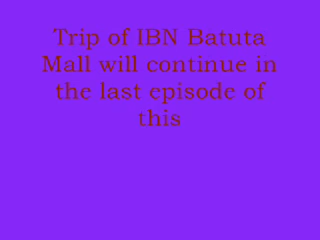 Trip of IBN Batuta
Mall will continue in
the last episode of
this